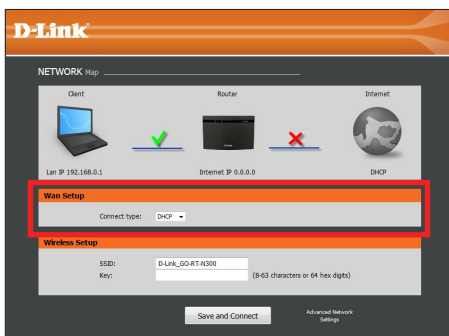 D-Link
NETWORK Map
Client Router Internet
Lan IP 192.168.0.1 Internet IP 0.0.0.0 DHCP
Wan Setup
Connect type: DHCP
Wireless Setup
SSID: D-Link_GO-RT-N300
Key: (8-63 characters or 64 hex digits)
Save and Connect Advanced Network
Settings